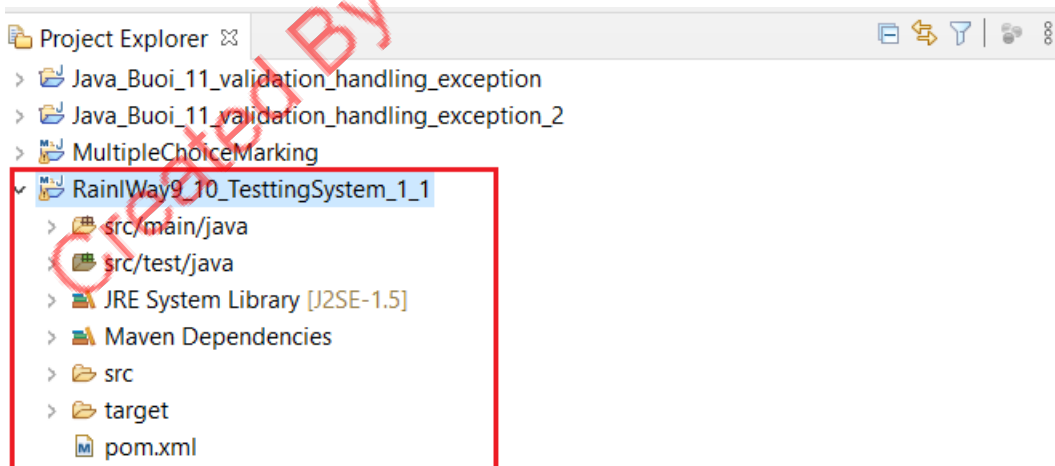 Project Explorer
Java_Buoi_11_validation_handling_exception
Java_Buoi_11_validation_handling_exception_2
MultipleChoiceMarking
RainlWay9_10_TesttingSystem_1_1
src/main/java
src/test/java
JRE System Library [J2SE-1.5]
Maven Dependencies
src
target
pom.xml
Created By